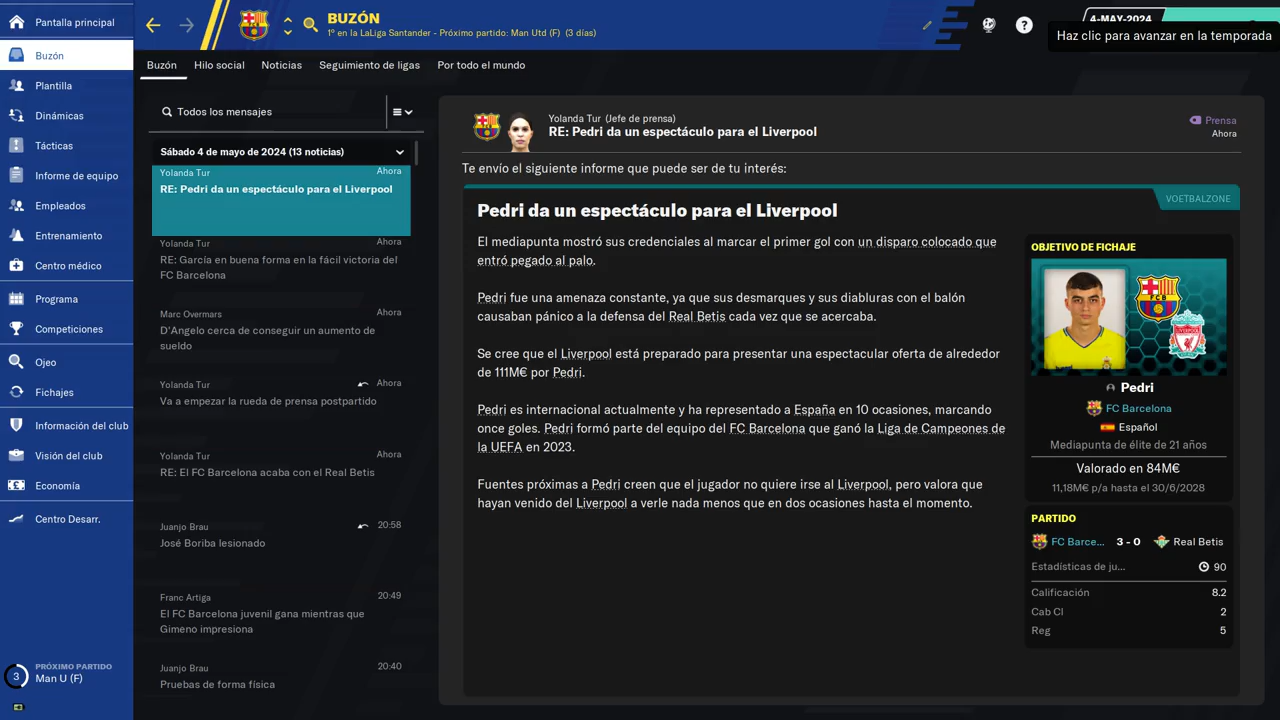 Pantalla principal
Buzón
Plantilla
Dinámicas
Tácticas
Informe de equipo
Empleados
Entrenamiento
Centro médico
Programa
Competiciones
Ojeo
Fichajes
Información del club
Visión del club
Economía
Centro Desarr.
3
PRÓXIMO PARTIDO
Man U (F)
BUZÓN
1º en la LaLiga Santander - Próximo partido: Man Utd (F) (3 días)
4-MAY-2024
Haz clic para avanzar en la temporada
Buzón Hilo social Noticias Seguimiento de ligas Por todo el mundo
Todos los mensajes
Sábado 4 de mayo de 2024 (13 noticias)
Yolanda Tur Ahora
RE: Pedri da un espectáculo para el Liverpool
Yolanda Tur Ahora
RE: García en buena forma en la fácil victoria del
FC Barcelona
Marc Overmars Ahora
D'Angelo cerca de conseguir un aumento de
sueldo
Yolanda Tur Ahora
Va a empezar la rueda de prensa postpartido
Yolanda Tur Ahora
RE: El FC Barcelona acaba con el Real Betis
Juanjo Brau 20:58
José Boriba lesionado
Franc Artiga 20:49
El FC Barcelona juvenil gana mientras que
Gimeno impresiona
Juanjo Brau 20:40
Pruebas de forma física
Yolanda Tur (Jefe de prensa)
RE: Pedri da un espectáculo para el Liverpool
Prensa
Ahora
Te envío el siguiente informe que puede ser de tu interés:
VOETBALZONE
Pedri da un espectáculo para el Liverpool
El mediapunta mostró sus credenciales al marcar el primer gol con un disparo colocado que
entró pegado al palo.
Pedri fue una amenaza constante, ya que sus desmarques y sus diabluras con el balón
causaban pánico a la defensa del Real Betis cada vez que se acercaba.
Se cree que el Liverpool está preparado para presentar una espectacular oferta de alrededor
de 111M€ por Pedri.
Pedri es internacional actualmente y ha representado a España en 10 ocasiones, marcando
once goles. Pedri formó parte del equipo del FC Barcelona que ganó la Liga de Campeones de
la UEFA en 2023.
Fuentes próximas a Pedri creen que el jugador no quiere irse al Liverpool, pero valora que
hayan venido del Liverpool a verle nada menos que en dos ocasiones hasta el momento.
OBJETIVO DE FICHAJE
Pedri
FC Barcelona
Español
Mediapunta de élite de 21 años
Valorado en 84M€
11,18M€ p/a hasta el 30/6/2028
PARTIDO
FC Barce... 3 - 0 Real Betis
Estadísticas de ju... 90
Calificación 8.2
Cab Cl 2
Reg 5